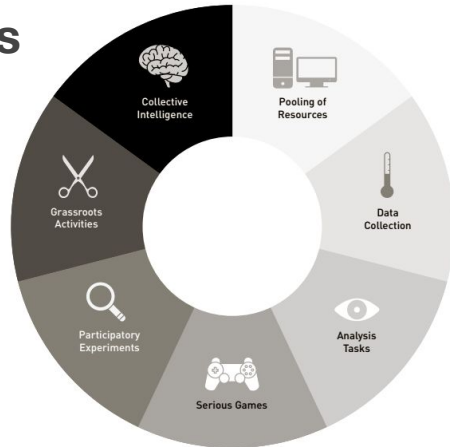 s
Collective
Intelligence
Pooling of
Resources
Data
Collection
Analysis
Tasks
Serious Games
Participatory
Experiments
Grassroots
Activities